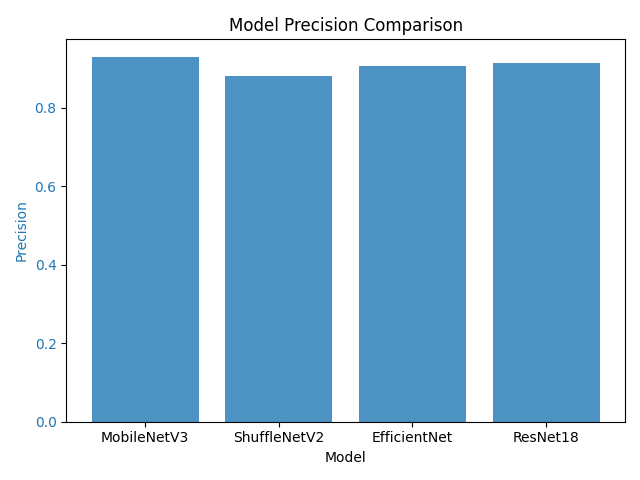 Model Precision Comparison
Precision
0.8
0.6
0.4
0.2
0.0
MobileNetV3 ShuffleNetV2 EfficientNet ResNet18
Model